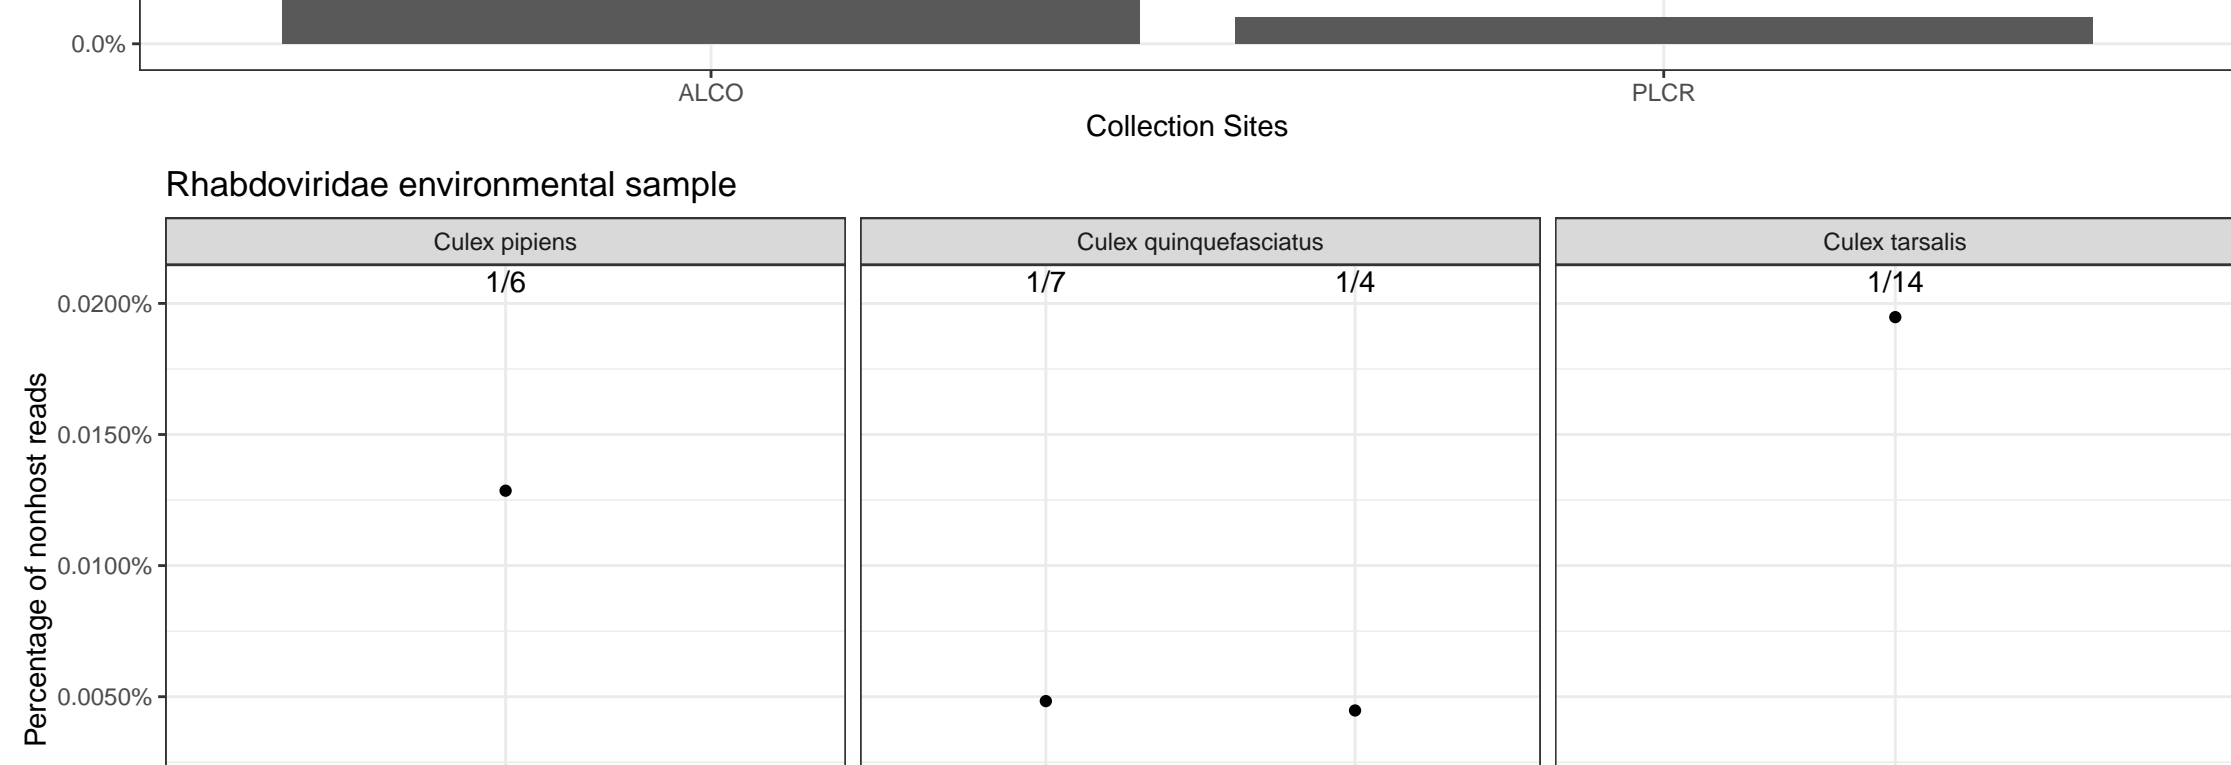 0.0%
ALCO PLCR
Collection Sites
Rhabdoviridae environmental sample
Culex pipiens Culex quinquefasciatus Culex tarsalis
1/6 1/7 1/4 1/14
0.0200%
0.0150%
0.0100%
0.0050%
Percentage of nonhost reads